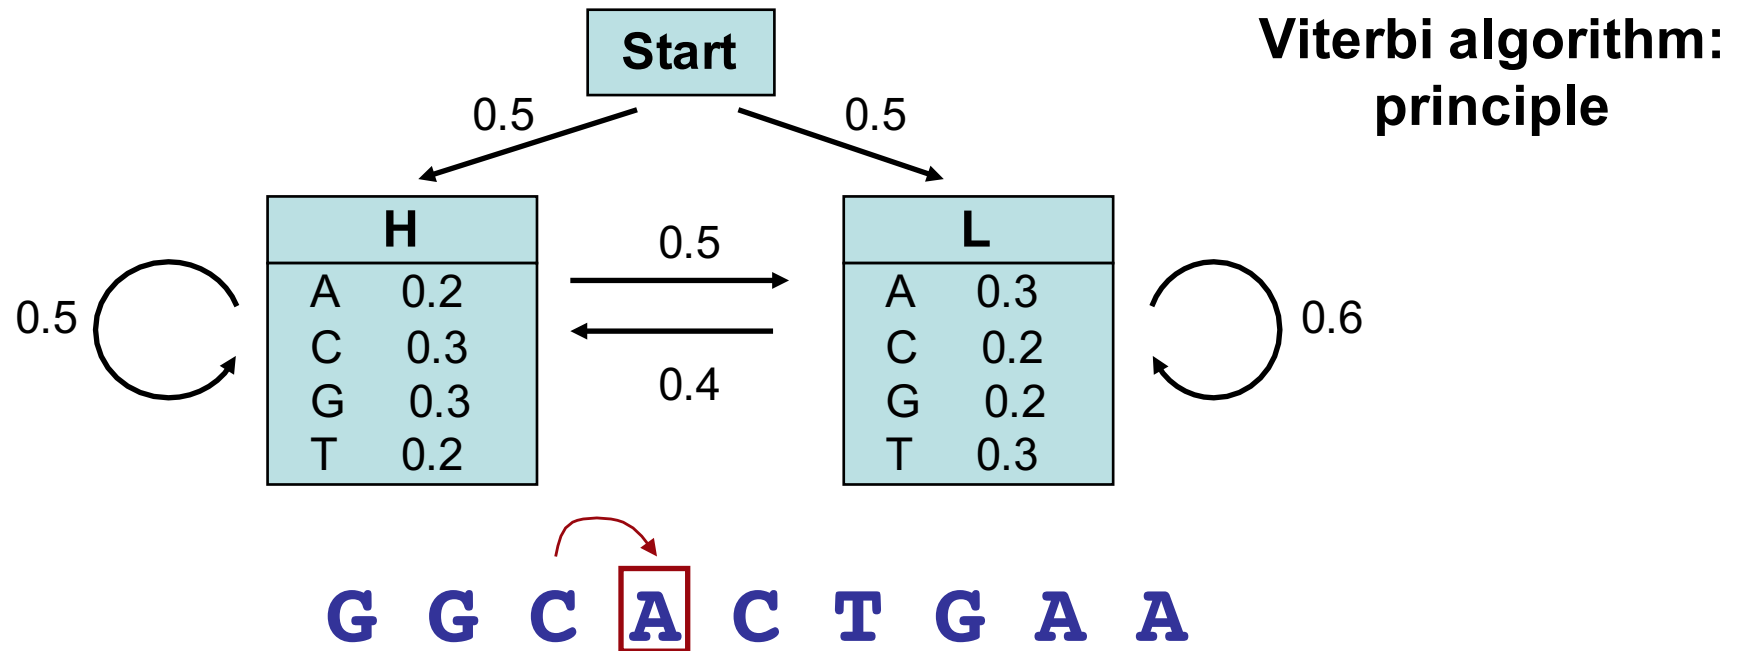 Viterbi algorithm:
principle
Start
0.5
0.5
H
A 0.2
C 0.3
G 0.3
T 0.2
0.5
0.5
0.4
L
A 0.3
C 0.2
G 0.2
T 0.3
0.6
G G C A C T G A A